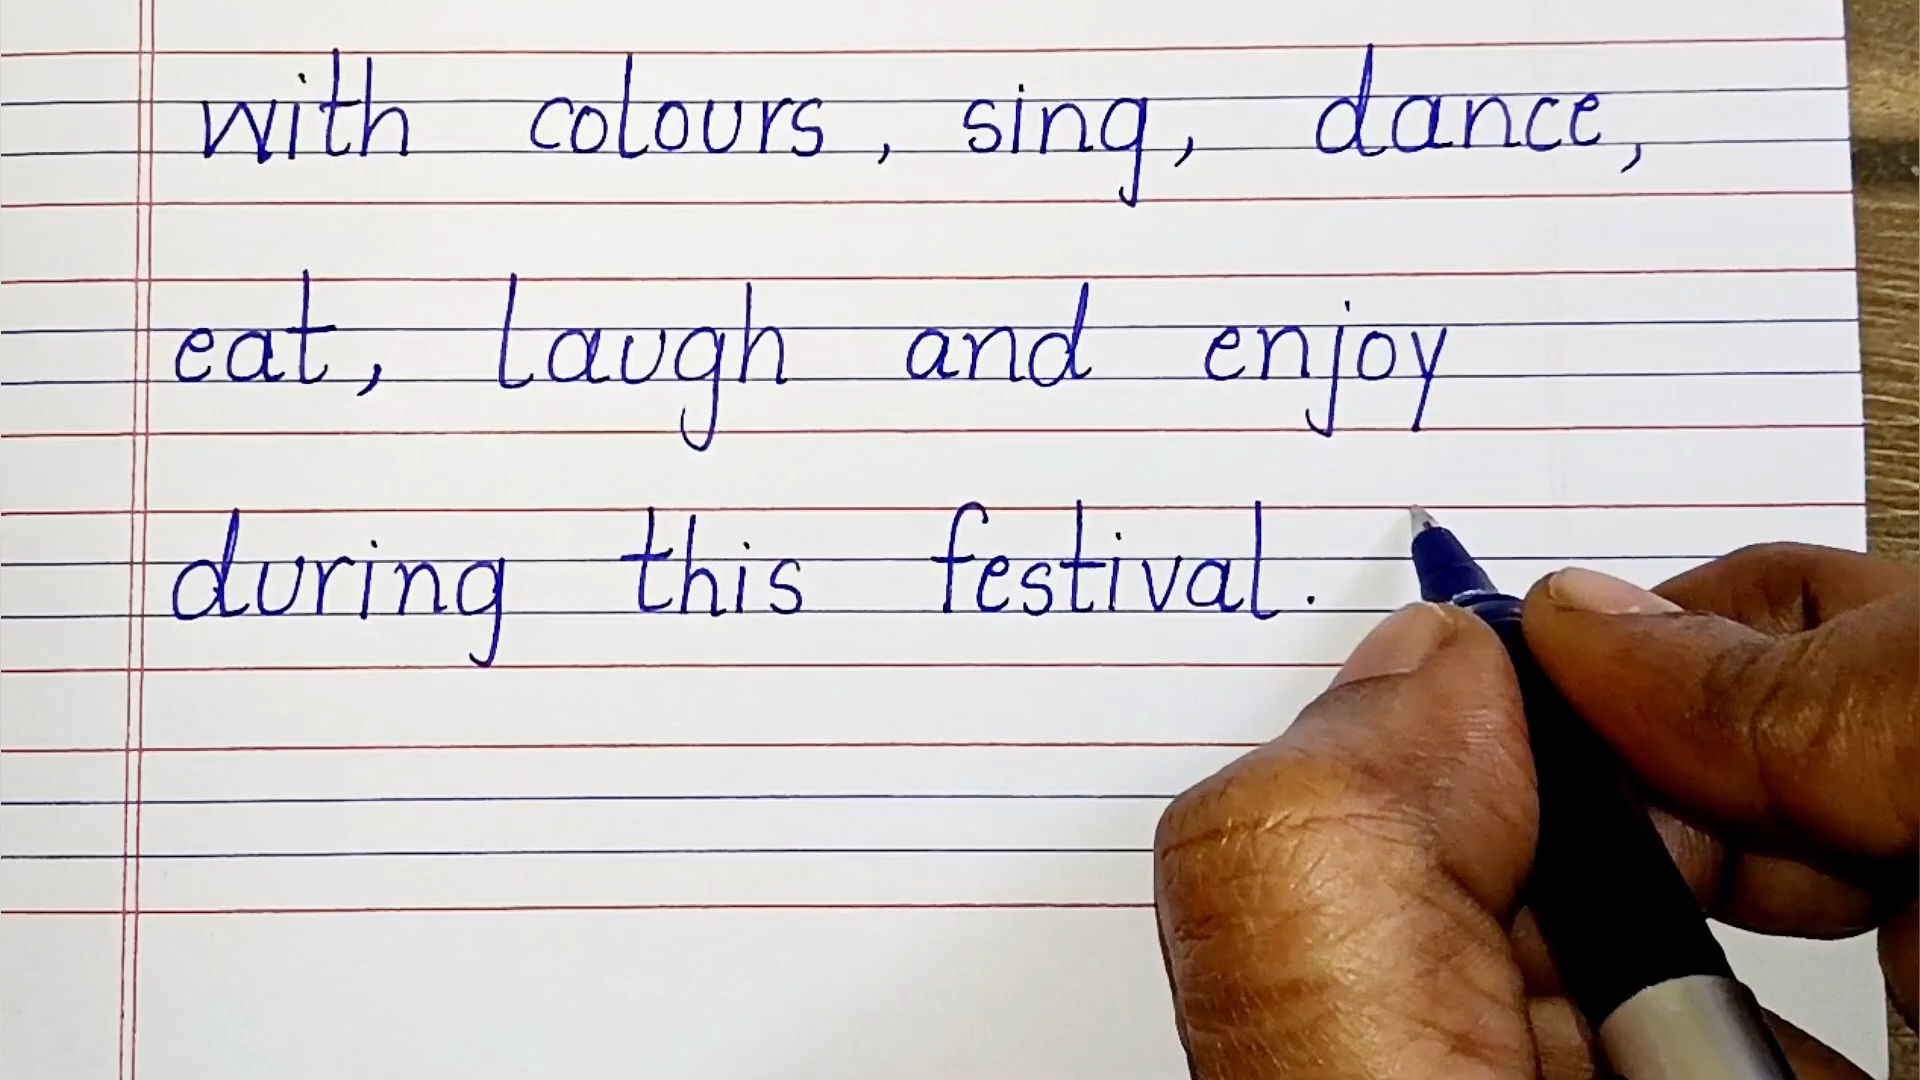 with colours, sing, dance,
eat, laugh and enjoy
during this festival.